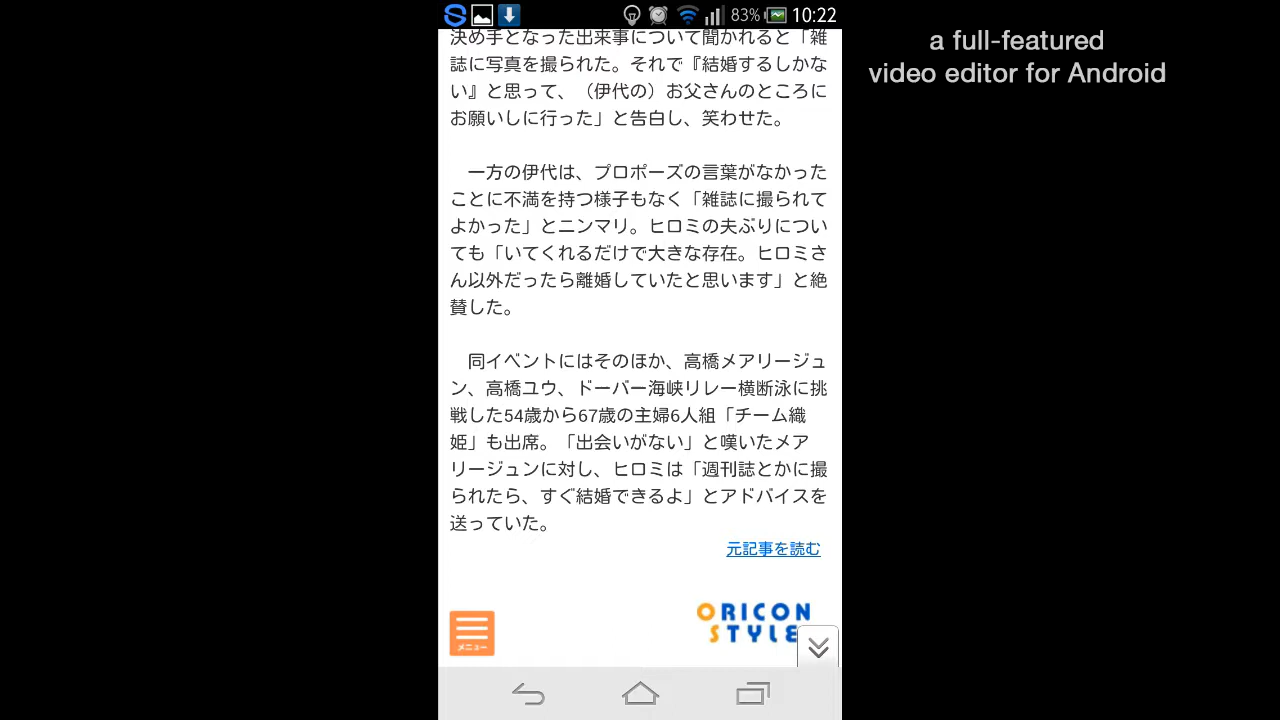 83% 10:22
a full-featured
video editor for Android
決め手となった出来事について聞かれると「雑
誌に写真を撮られた。それで『結婚するしかな
い』と思って、（伊代の）お父さんのところに
お願いしに行った」と告白し、笑わせた。
一方の伊代は、プロポーズの言葉がなかった
ことに不満を持つ様子もなく「雑誌に撮られて
よかった」とニンマリ。ヒロミの夫ぶりについ
ても「いてくれるだけで大きな存在。ヒロミさ
ん以外だったら離婚していたと思います」と絶
賛した。
同イベントにはそのほか、高橋メアリージュ
ン、高橋ユウ、ドーバー海峡リレー横断泳に挑
戦した54歳から67歳の主婦6人組「チーム織
姫」も出席。「出会いがない」と嘆いたメア
リージュンに対し、ヒロミは「週刊誌とかに撮
られたら、すぐ結婚できるよ」とアドバイスを
送っていた。
元記事を読む
ORICON
STYLE
メニュー